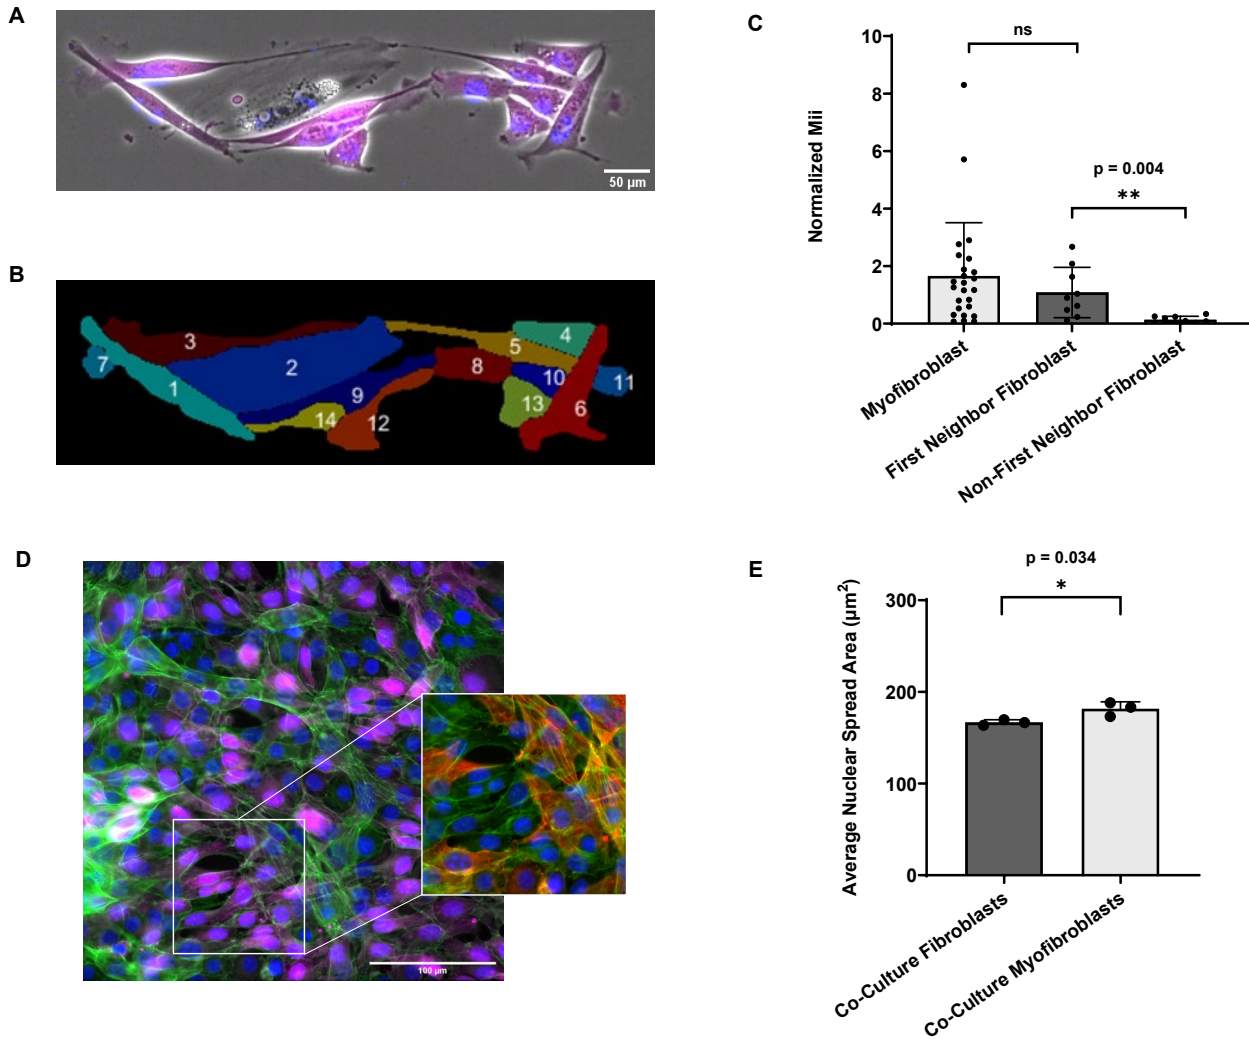 A
50 µm
B
1
2
3
4
5
6
7
8
9
10
11
12
13
14
C
Normalized Mii
10
8
6
4
2
0
ns
p = 0.004
**
Myofibroblast
First Neighbor Fibroblast
Non-First Neighbor Fibroblast
D
100 µm
E
p = 0.034
*
Average Nuclear Spread Area (µm²)
300
200
100
0
Co-Culture Fibroblasts
Co-Culture Myofibroblasts